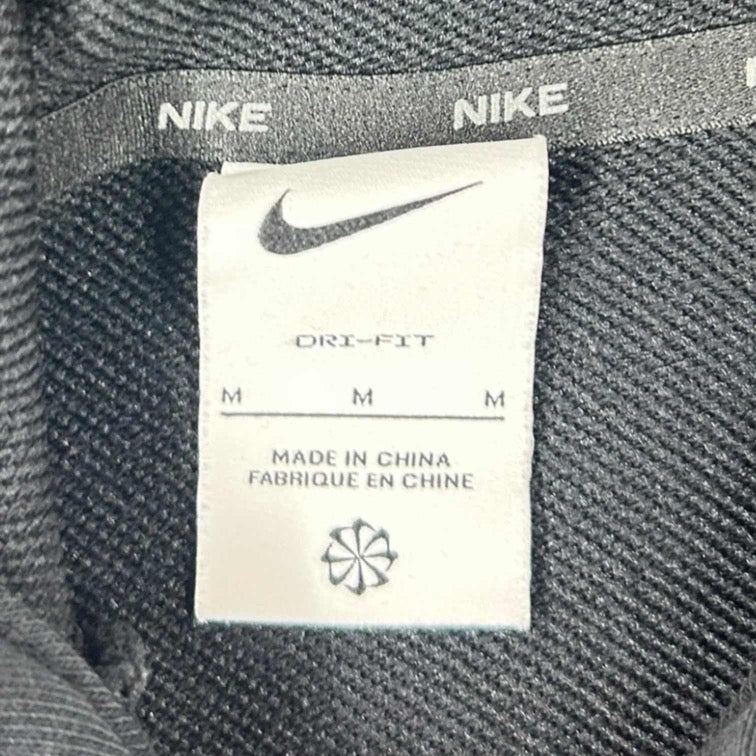 NIKE NIKE
DRI-FIT
M M M
MADE IN CHINA
FABRIQUE EN CHINE